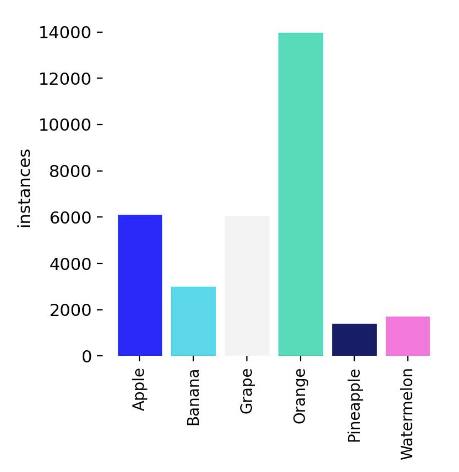 14000
12000
10000
8000
6000
4000
2000
0
instances
Apple
Banana
Grape
Orange
Pineapple
Watermelon